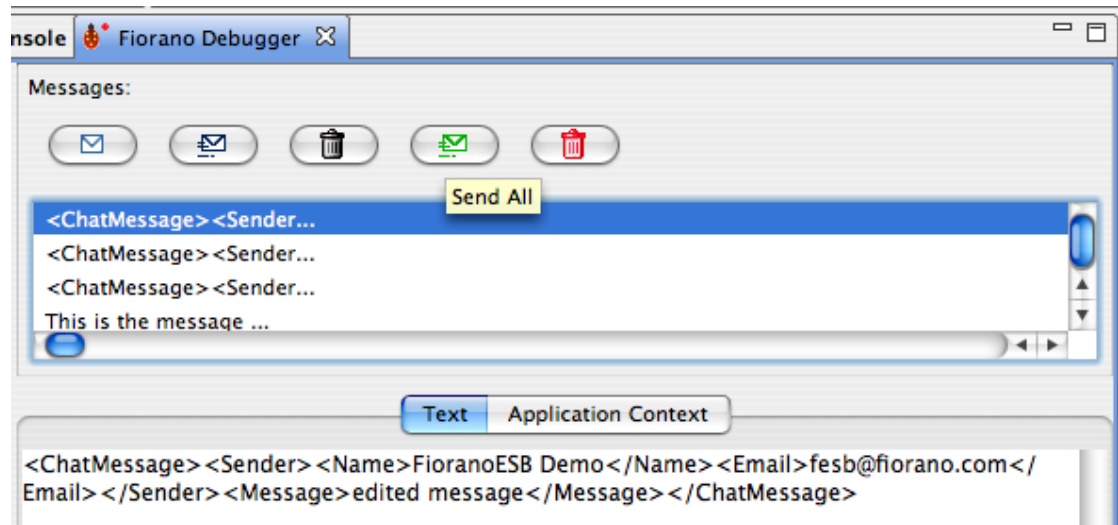 nsole Fiorano Debugger
Messages:
Send All
<ChatMessage><Sender...
<ChatMessage><Sender...
<ChatMessage><Sender...
This is the message ...
Text Application Context
<ChatMessage><Sender><Name>FioranoESB Demo</Name><Email>fesb@fiorano.com</
Email></Sender><Message>edited message</Message></ChatMessage>